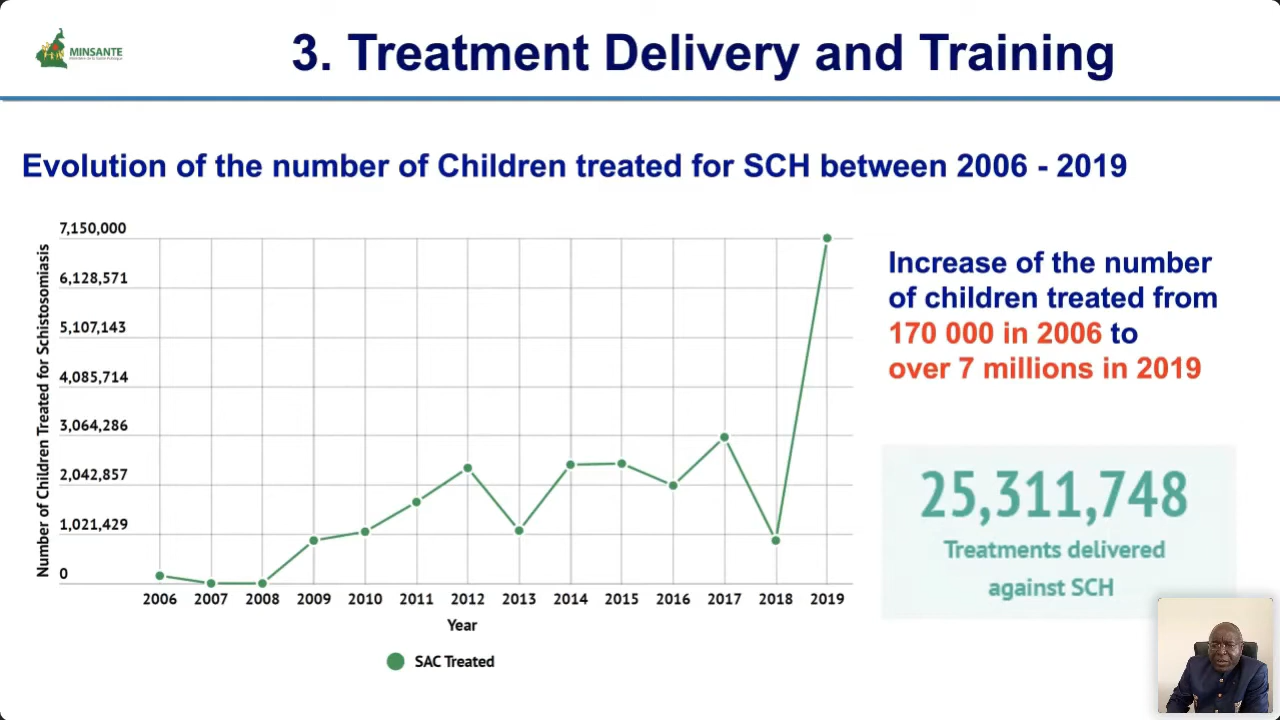 MINSANTE
3. Treatment Delivery and Training
Evolution of the number of Children treated for SCH between 2006 - 2019
Number of Children Treated for Schistosomiasis
7,150,000
6,128,571
5,107,143
4,085,714
3,064,286
2,042,857
1,021,429
0
2006 2007 2008 2009 2010 2011 2012 2013 2014 2015 2016 2017 2018 2019
Year
SAC Treated
Increase of the number
of children treated from
170 000 in 2006 to
over 7 millions in 2019
25,311,748
Treatments delivered
against SCH